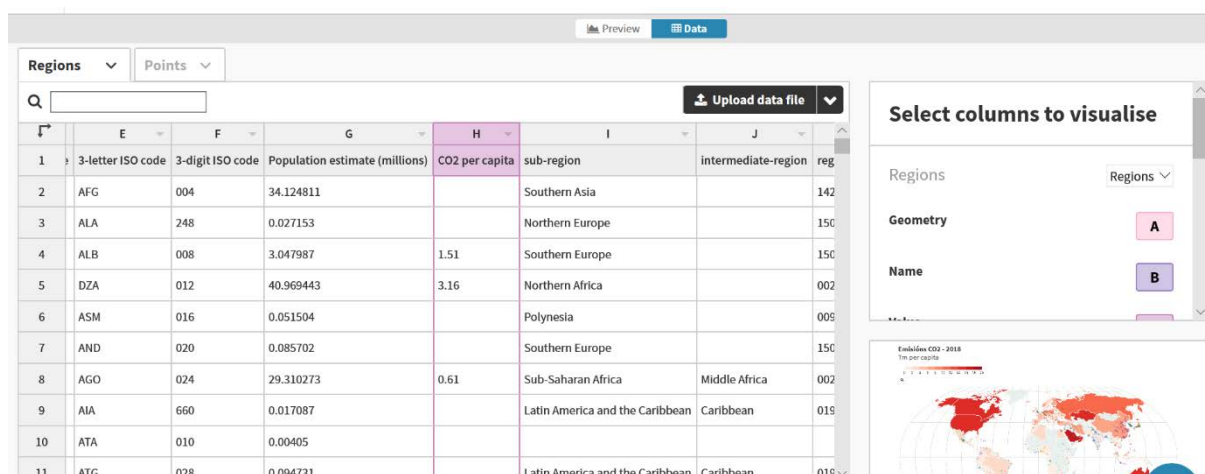 Preview Data
Regions Points
Upload data file
E F G H I J
1 3-letter ISO code 3-digit ISO code Population estimate (millions) CO2 per capita sub-region intermediate-region reg
2 AFG 004 34.124811 Southern Asia 142
3 ALA 248 0.027153 Northern Europe 150
4 ALB 008 3.047987 1.51 Southern Europe 150
5 DZA 012 40.969443 3.16 Northern Africa 002
6 ASM 016 0.051504 Polynesia 009
7 AND 020 0.085702 Southern Europe 150
8 AGO 024 29.310273 0.61 Sub-Saharan Africa Middle Africa 002
9 AIA 660 0.017087 Latin America and the Caribbean Caribbean 019
10 ATA 010 0.00405
11 ATG 028 0.094731 Latin America and the Caribbean Caribbean 019
Select columns to visualise
Regions Regions
Geometry A
Name B
Emisións CO2 - 2018
Tm per capita